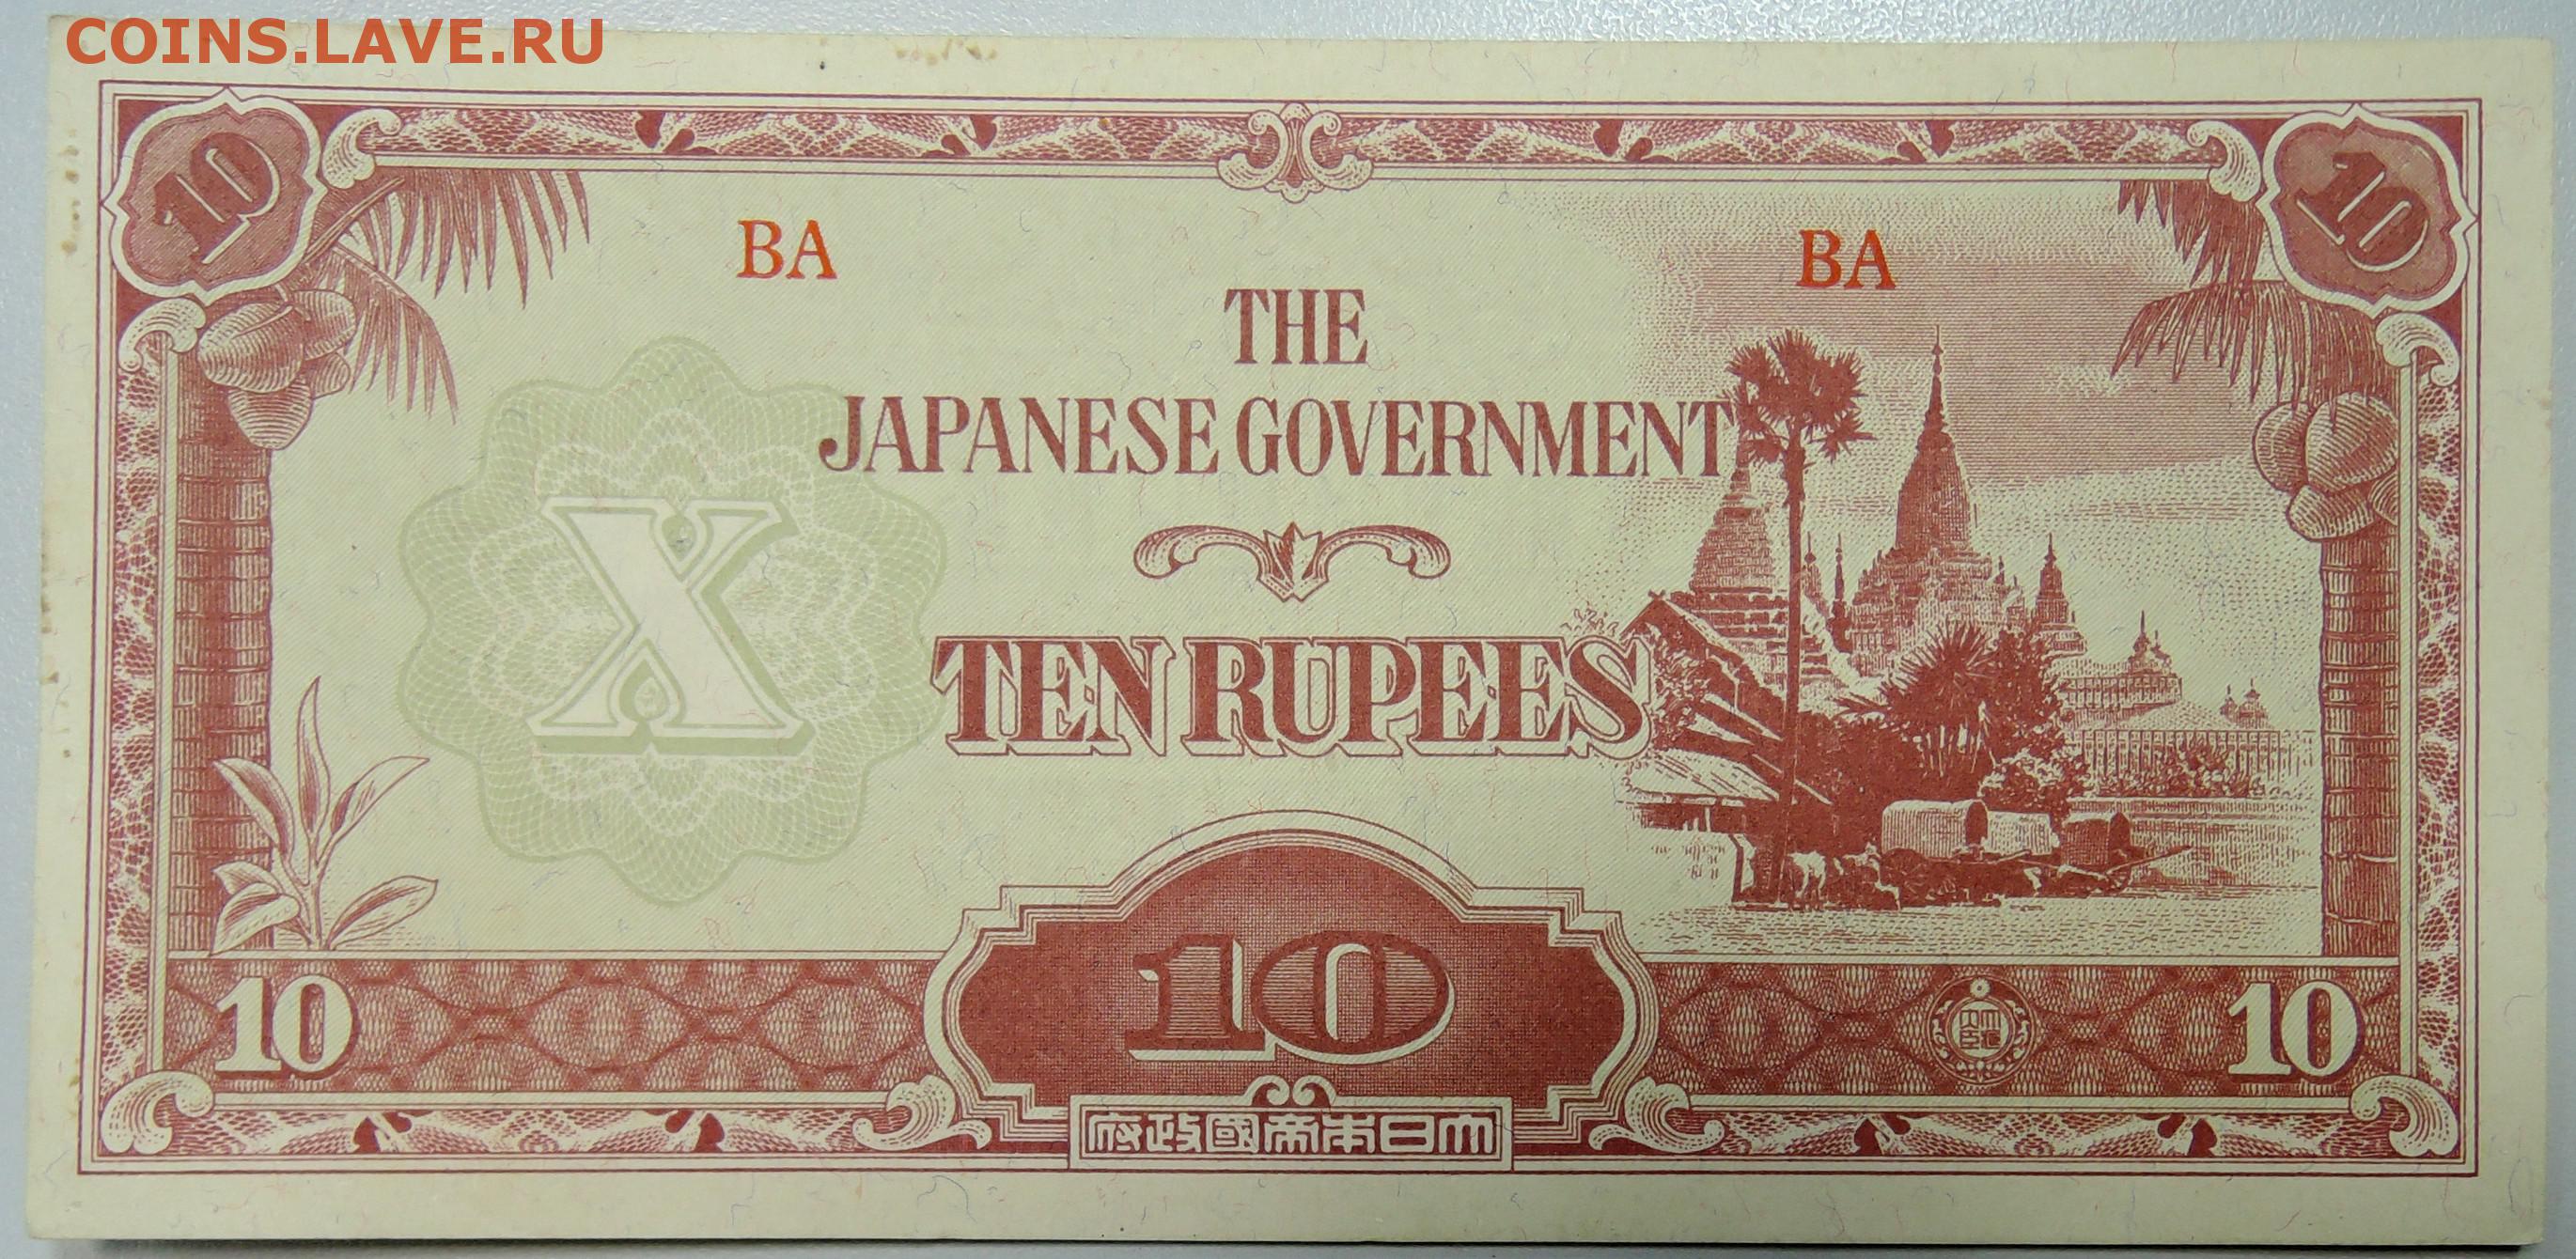 COINS.LAVE.RU
10
10
BA
BA
THE
JAPANESE GOVERNMENT
X
TEN RUPEES
10
10
10
府政國帝本日大